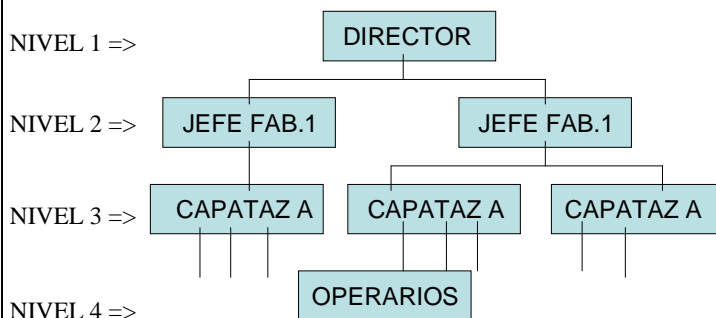 NIVEL 1 => DIRECTOR
NIVEL 2 => JEFE FAB.1 JEFE FAB.1
NIVEL 3 => CAPATAZ A CAPATAZ A CAPATAZ A
NIVEL 4 => OPERARIOS